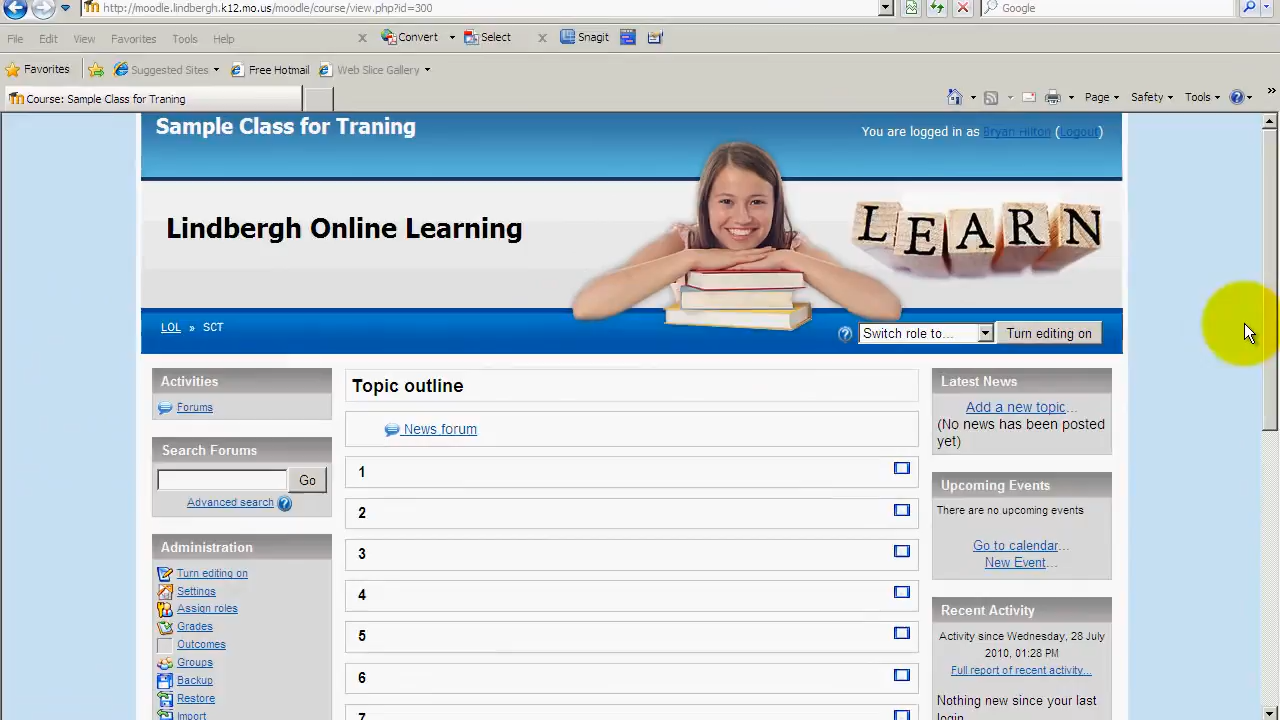 http://moodle.lindbergh.k12.mo.us/moodle/course/view.php?id=300
Google
File Edit View Favorites Tools Help
Convert Select Snagit
Favorites Suggested Sites Free Hotmail Web Slice Gallery
Course: Sample Class for Traning
Page Safety Tools
Sample Class for Traning
You are logged in as Bryan Hilton (Logout)
Lindbergh Online Learning
LEARN
LOL » SCT
Switch role to...
Turn editing on
Activities
Forums
Search Forums
Go
Advanced search
Administration
Turn editing on
Settings
Assign roles
Grades
Outcomes
Groups
Backup
Restore
Import
Topic outline
News forum
1
2
3
4
5
6
7
Latest News
Add a new topic...
(No news has been posted
yet)
Upcoming Events
There are no upcoming events
Go to calendar...
New Event...
Recent Activity
Activity since Wednesday, 28 July
2010, 01:28 PM
Full report of recent activity...
Nothing new since your last
login